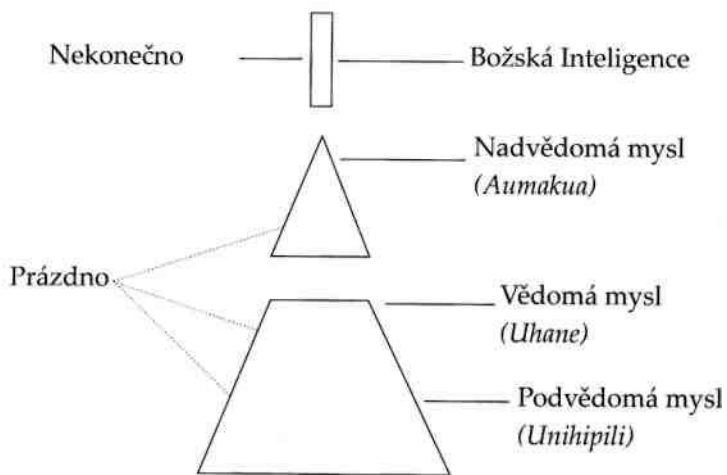 Nekonečno
Božská Inteligence
Nadvědomá mysl
(Aumakua)
Prázdno
Vědomá mysl
(Uhane)
Podvědomá mysl
(Unihipili)